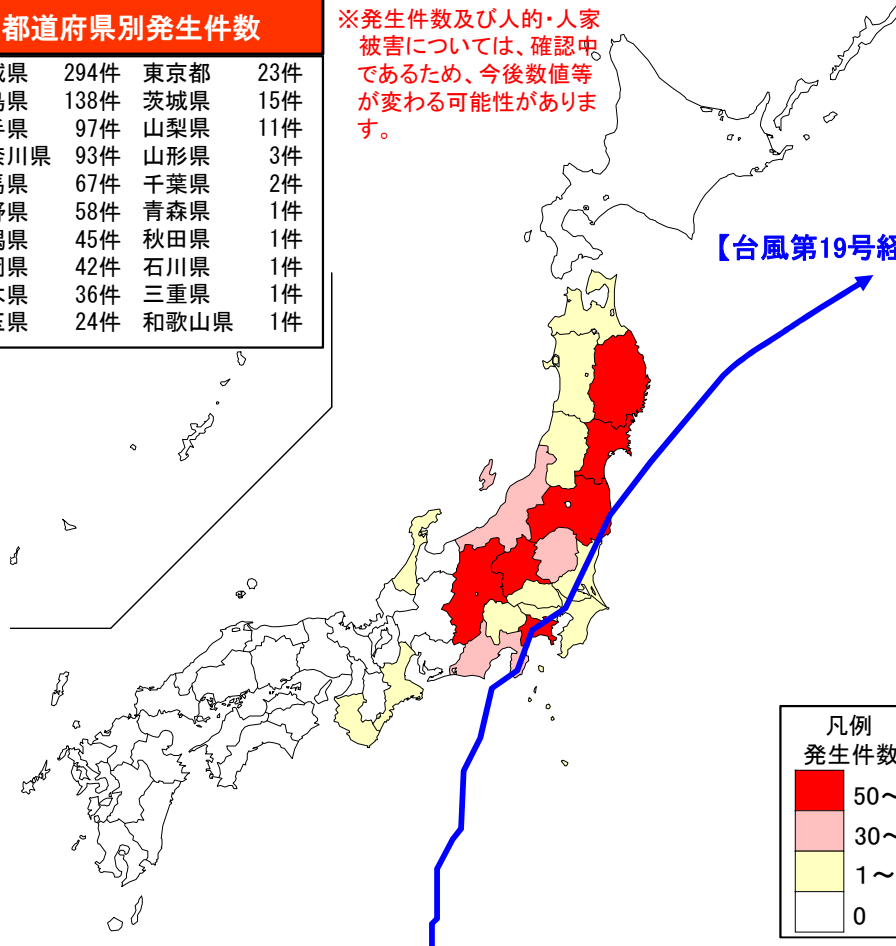 都道府県別発生件数
城県 294件 東京都 23件
島県 138件 茨城県 15件
手県 97件 山梨県 11件
奈川県 93件 山形県 3件
馬県 67件 千葉県 2件
野県 58件 青森県 1件
潟県 45件 秋田県 1件
岡県 42件 石川県 1件
木県 36件 三重県 1件
玉県 24件 和歌山県 1件
※発生件数及び人的・人家
被害については、確認中
であるため、今後数値等
が変わる可能性がありま
す。
【台風第19号経
凡例
発生件数
50～
30～
1～
0